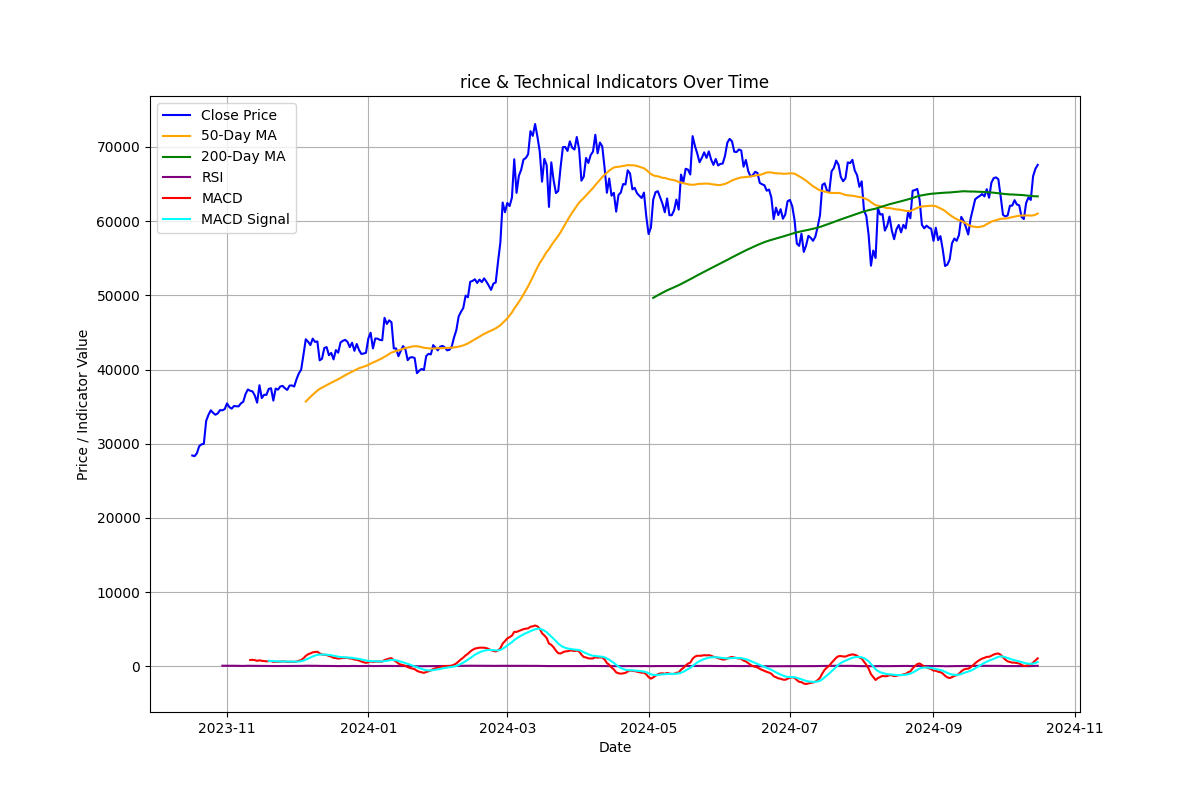 rice & Technical Indicators Over Time
Close Price
50-Day MA
200-Day MA
RSI
MACD
MACD Signal
70000
60000
50000
40000
30000
20000
10000
0
Price / Indicator Value
2023-11
2024-01
2024-03
2024-05
2024-07
2024-09
2024-11
Date